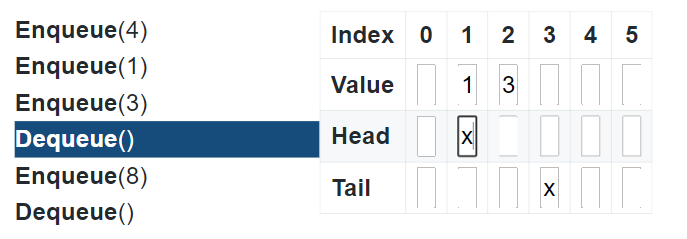 Enqueue(4)
Enqueue(1)
Enqueue(3)
Dequeue()
Enqueue(8)
Dequeue()
Index 0 1 2 3 4 5
Value 1 3
Head x
Tail x